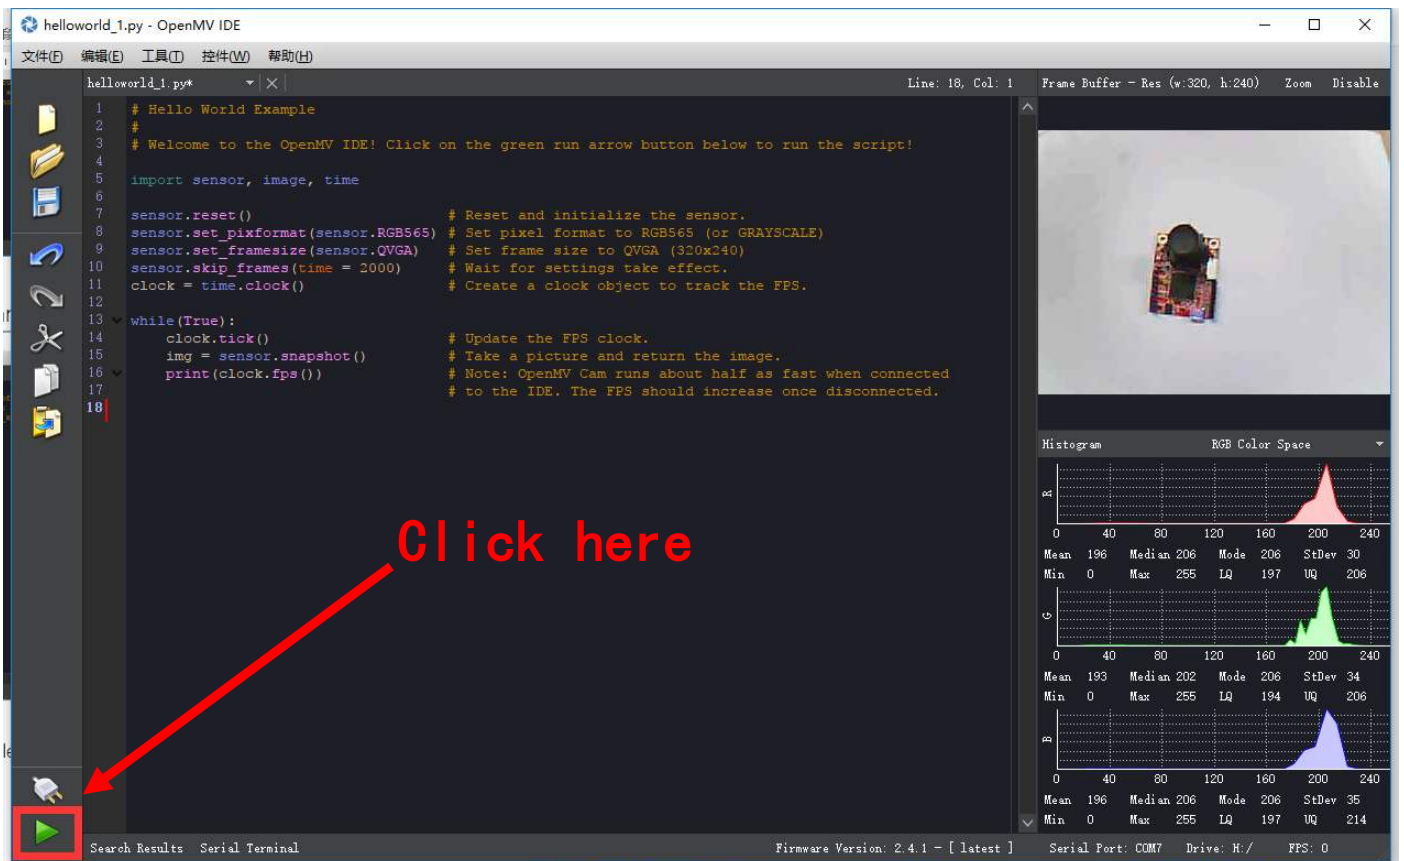 helloworld_1.py - OpenMV IDE
文件(F) 编辑(E) 工具(T) 控件(W) 帮助(H)
helloworld_1.py* Line: 18, Col: 1 Frame Buffer - Res (w:320, h:240) Zoom Disable
1 # Hello World Example
2 #
3 # Welcome to the OpenMV IDE! Click on the green run arrow button below to run the script!
4
5 import sensor, image, time
6
7 sensor.reset() # Reset and initialize the sensor.
8 sensor.set_pixformat(sensor.RGB565) # Set pixel format to RGB565 (or GRAYSCALE)
9 sensor.set_framesize(sensor.QVGA) # Set frame size to QVGA (320x240)
10 sensor.skip_frames(time = 2000) # Wait for settings take effect.
11 clock = time.clock() # Create a clock object to track the FPS.
12
13 while(True):
14 clock.tick() # Update the FPS clock.
15 img = sensor.snapshot() # Take a picture and return the image.
16 print(clock.fps()) # Note: OpenMV Cam runs about half as fast when connected
17 # to the IDE. The FPS should increase once disconnected.
18
Click here
Histogram RGB Color Space
R
0 40 80 120 160 200 240
Mean 196 Median 206 Mode 206 StDev 30
Min 0 Max 255 LQ 197 UQ 206
G
0 40 80 120 160 200 240
Mean 193 Median 202 Mode 206 StDev 34
Min 0 Max 255 LQ 194 UQ 206
B
0 40 80 120 160 200 240
Mean 196 Median 206 Mode 206 StDev 35
Min 0 Max 255 LQ 197 UQ 214
Search Results Serial Terminal Firmware Version: 2.4.1 - [ latest ] Serial Port: COM7 Drive: H:/ FPS: 0